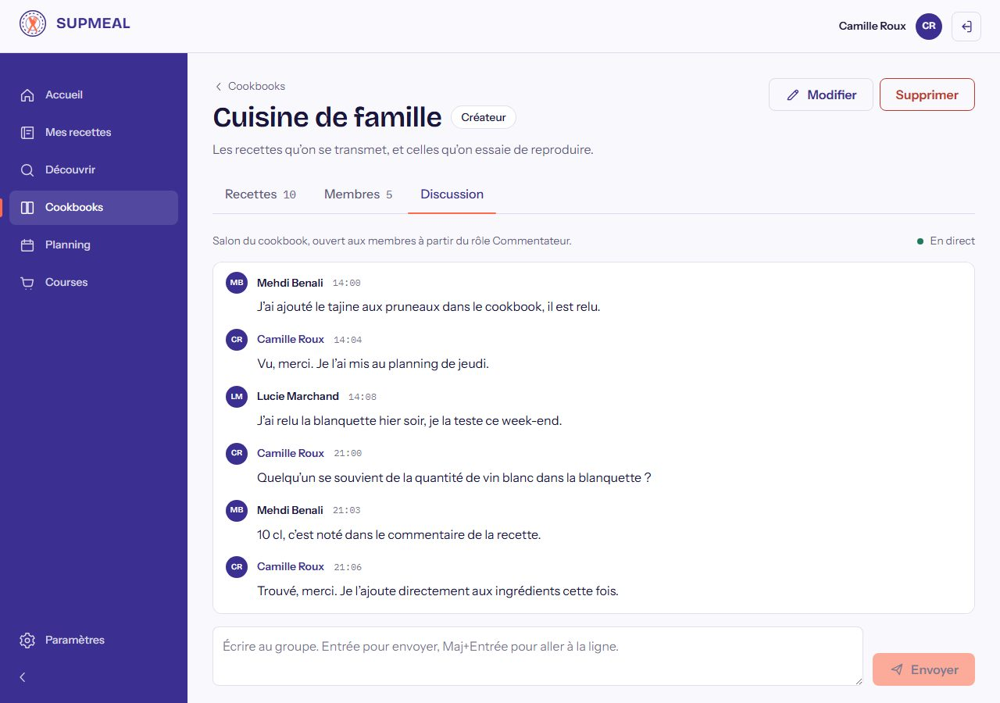 SUPMEAL
Camille Roux
CR
Accueil
Mes recettes
Découvrir
Cookbooks
Planning
Courses
Paramètres
Cookbooks
Modifier
Supprimer
Cuisine de famille
Créateur
Les recettes qu’on se transmet, et celles qu’on essaie de reproduire.
Recettes 10
Membres 5
Discussion
Salon du cookbook, ouvert aux membres à partir du rôle Commentateur.
En direct
MB Mehdi Benali 14:00
J’ai ajouté le tajine aux pruneaux dans le cookbook, il est relu.
CR Camille Roux 14:04
Vu, merci. Je l’ai mis au planning de jeudi.
LM Lucie Marchand 14:08
J’ai relu la blanquette hier soir, je la teste ce week-end.
CR Camille Roux 21:00
Quelqu’un se souvient de la quantité de vin blanc dans la blanquette ?
MB Mehdi Benali 21:03
10 cl, c’est noté dans le commentaire de la recette.
CR Camille Roux 21:06
Trouvé, merci. Je l’ajoute directement aux ingrédients cette fois.
Écrire au groupe. Entrée pour envoyer, Maj+Entrée pour aller à la ligne.
Envoyer